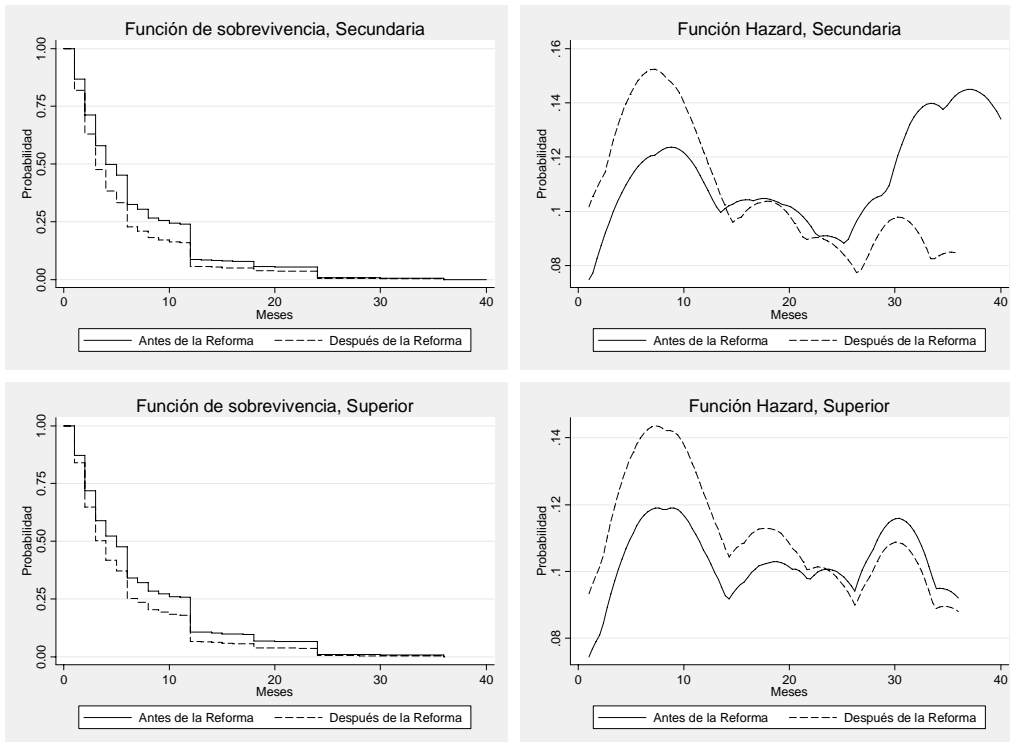 Función de sobrevivencia, Secundaria
Probabilidad
1.00
0.75
0.50
0.25
0.00
0 10 20 30 40
Meses
Antes de la Reforma Después de la Reforma
Función Hazard, Secundaria
Probabilidad
.16
.14
.12
.1
.08
0 10 20 30 40
Meses
Antes de la Reforma Después de la Reforma
Función de sobrevivencia, Superior
Probabilidad
1.00
0.75
0.50
0.25
0.00
0 10 20 30 40
Meses
Antes de la Reforma Después de la Reforma
Función Hazard, Superior
Probabilidad
.14
.12
.1
.08
0 10 20 30 40
Meses
Antes de la Reforma Después de la Reforma